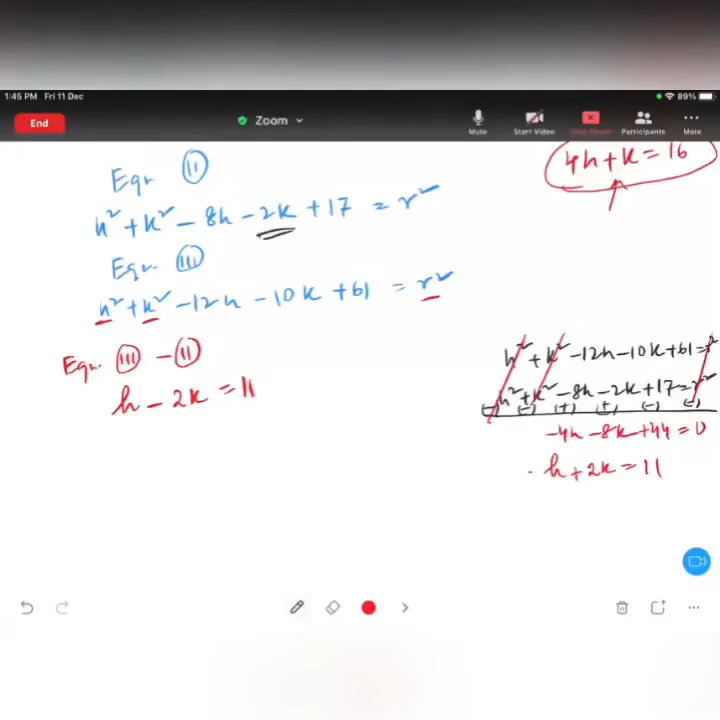 1:45 PM Fri 11 Dec
89%
End
Zoom
Mute
Start Video
Participants
More
4h+k=16
Eqn. (II)
h²+k²-8h-2k+17=r²
Eqn. (III)
h²+k²-12h-10k+61=r²
Eqn. (III)-(II)
h-2k=11
h²+k²-12h-10k+61=r²
h²+k²-8h-2k+17=r²
(-) (-) (+) (+) (-) (-)
-4h-8k+44=0
h+2k=11